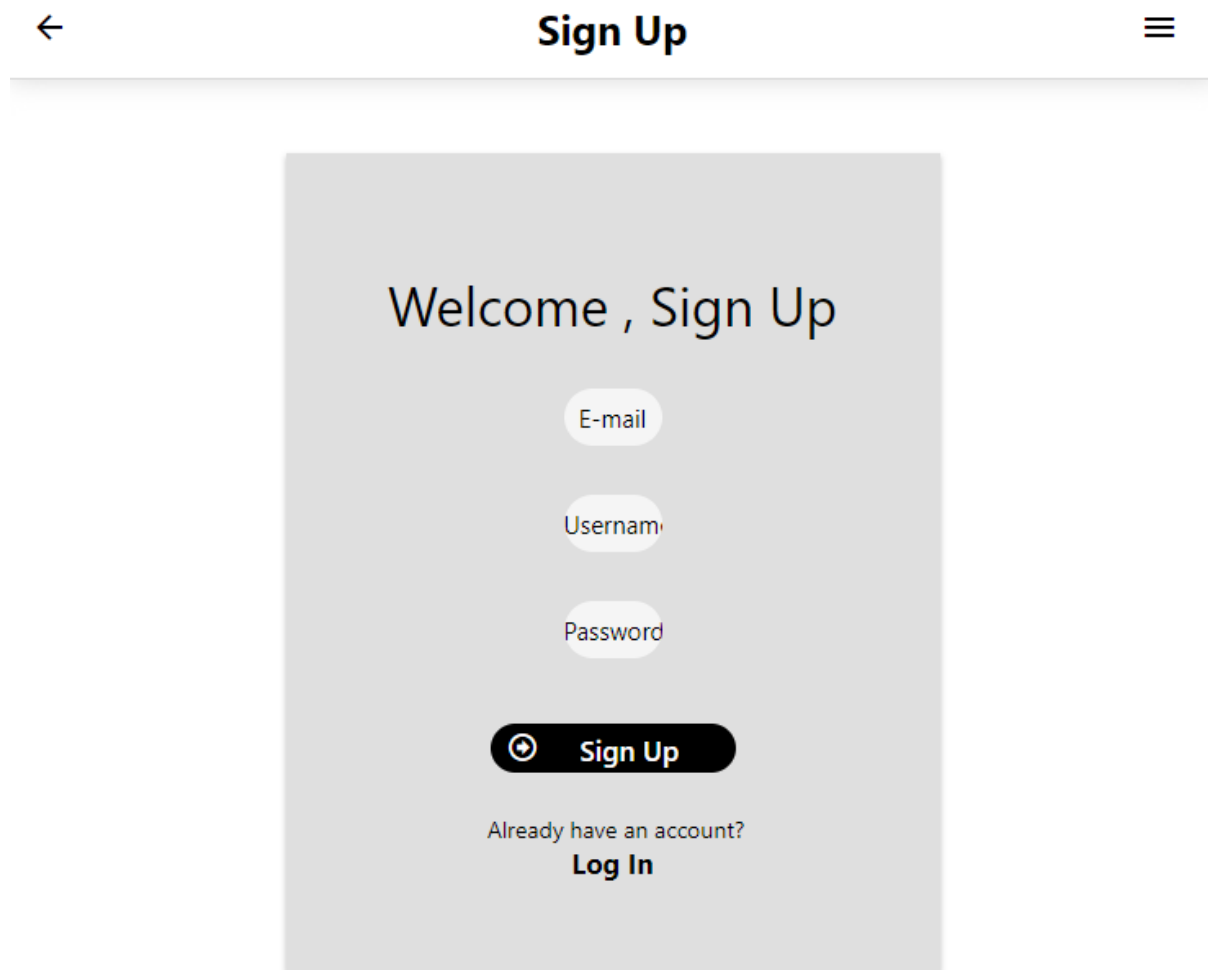 Sign Up
Welcome , Sign Up
E-mail
Usernam
Password
Sign Up
Already have an account?
Log In